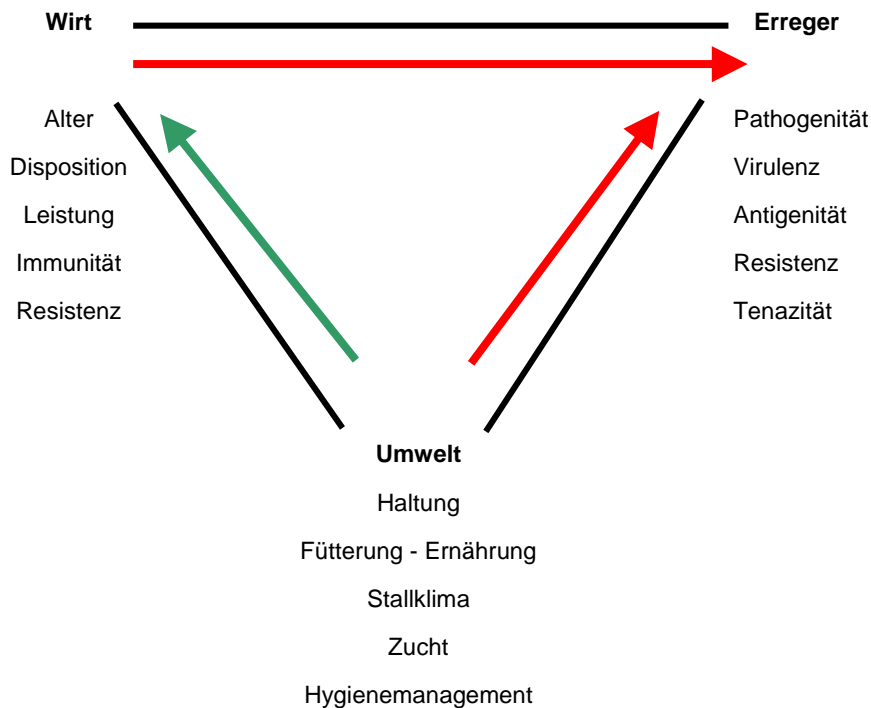 Wirt
Erreger
Alter
Disposition
Leistung
Immunität
Resistenz
Pathogenität
Virulenz
Antigenität
Resistenz
Tenazität
Umwelt
Haltung
Fütterung - Ernährung
Stallklima
Zucht
Hygienemanagement